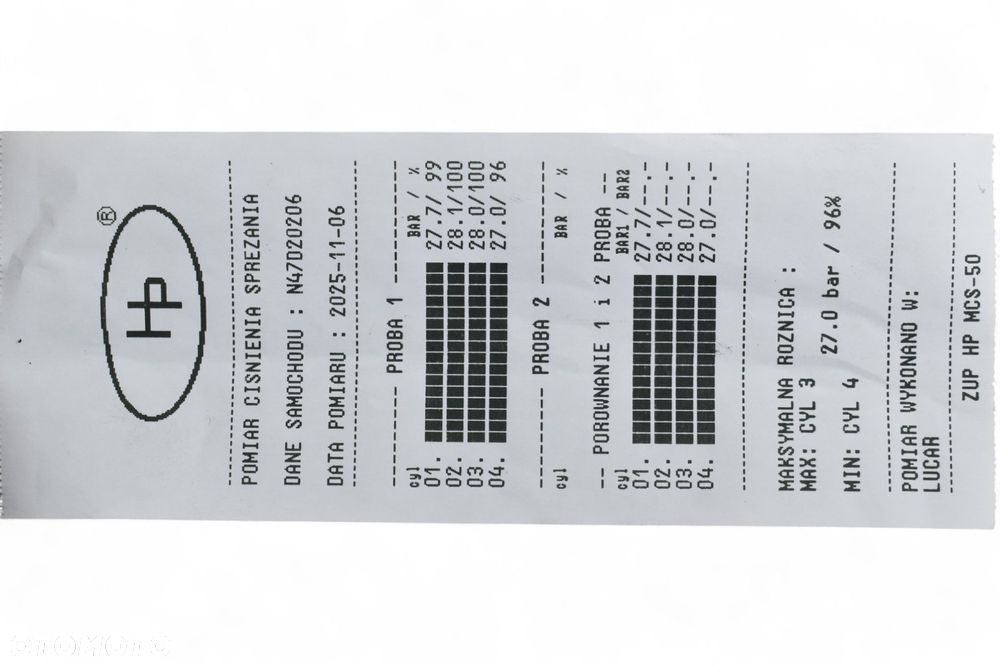 ®
HP
POMIAR CISNIENIA SPREZANIA
DANE SAMOCHODU : N47D20206
DATA POMIARU : 2025-11-06
---- PROBA 1 ----
cyl BAR / %
01. 27.7/ 99
02. 28.1/100
03. 28.0/100
04. 27.0/ 96
---- PROBA 2 ----
cyl BAR / %
-- POROWNANIE 1 i 2 PROBA --
cyl BAR1 / BAR2
01. 27.7/--.-
02. 28.1/--.-
03. 28.0/--.-
04. 27.0/--.-
MAKSYMALNA ROZNICA :
MAX: CYL 3
27.0 bar / 96%
MIN: CYL 4
POMIAR WYKONANO W:
LUCAR
ZUP HP MCS-50
OTOMOTO